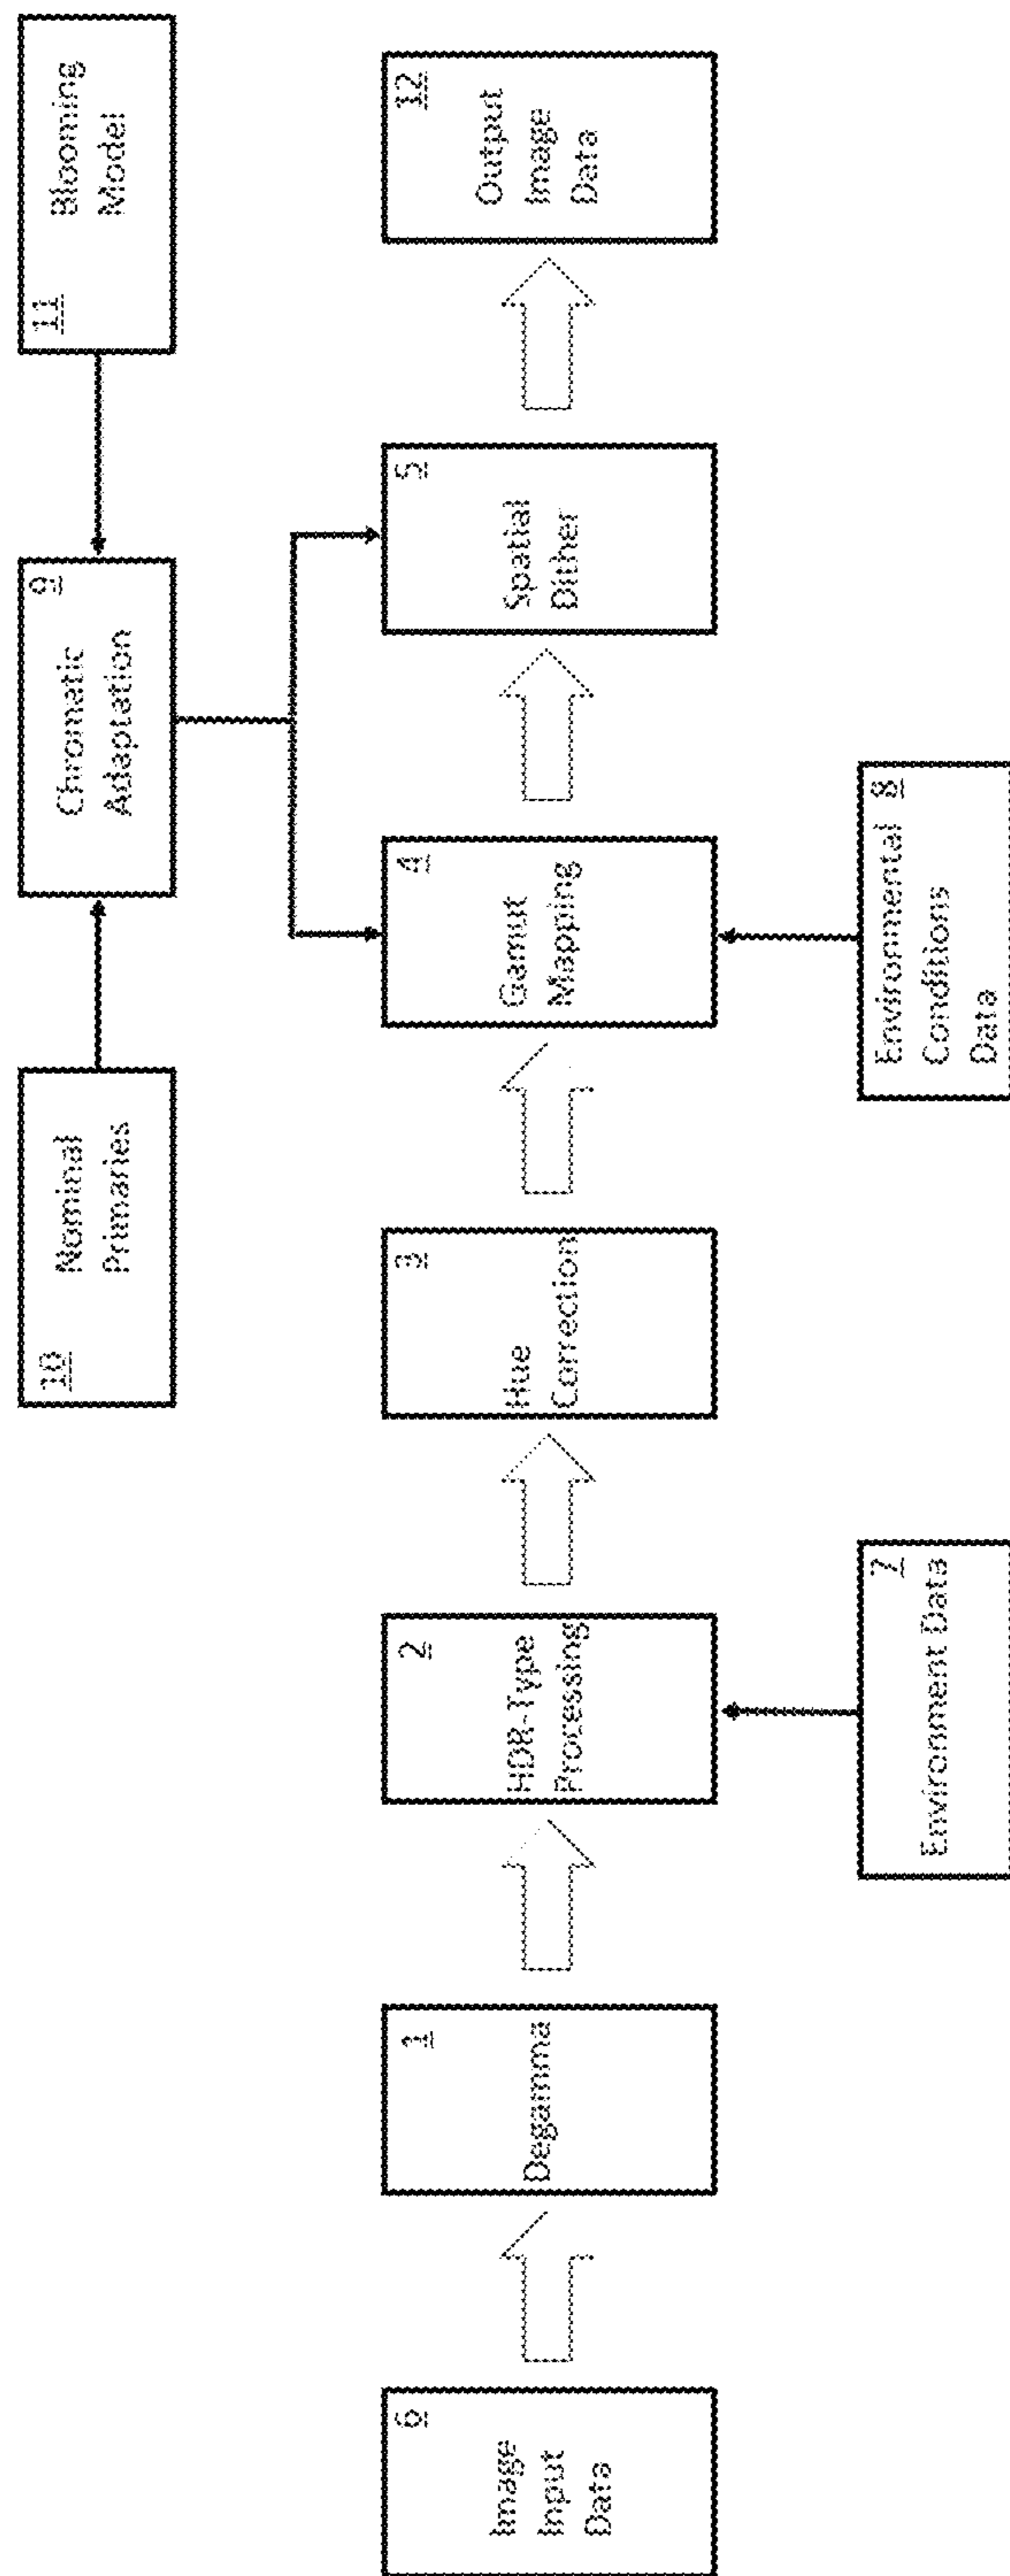 10
Nominal
Primaries
9
Chromatic
Adaptation
11
Blooming
Model
6
Image
Input
Data
1
Degamma
2
HDR-Type
Processing
3
Hue
Correction
4
Gamut
Mapping
5
Spatial
Dither
12
Output
Image
Data
7
Environment Data
8
Environmental
Conditions
Data